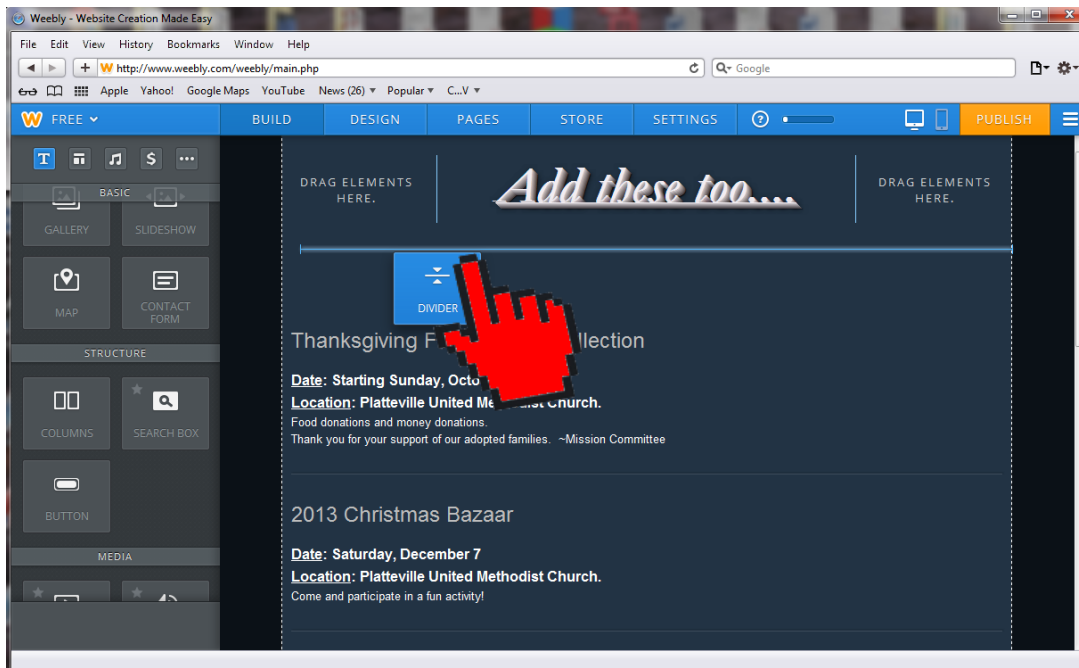 Weebly - Website Creation Made Easy
File Edit View History Bookmarks Window Help
http://www.weebly.com/weebly/main.php
Google
Apple Yahoo! Google Maps YouTube News (26) Popular C...V
W FREE BUILD DESIGN PAGES STORE SETTINGS ? PUBLISH
T $
BASIC
GALLERY SLIDESHOW
MAP CONTACT FORM
STRUCTURE
COLUMNS SEARCH BOX
BUTTON
MEDIA
DRAG ELEMENTS
HERE.
Add these too....
DRAG ELEMENTS
HERE.
DIVIDER
Thanksgiving
Date: Starting Sunday,
Location: Platteville United Church.
Food donations and money donations.
Thank you for your support of our adopted families. ~Mission Committee
2013 Christmas Bazaar
Date: Saturday, December 7
Location: Platteville United Methodist Church.
Come and participate in a fun activity!